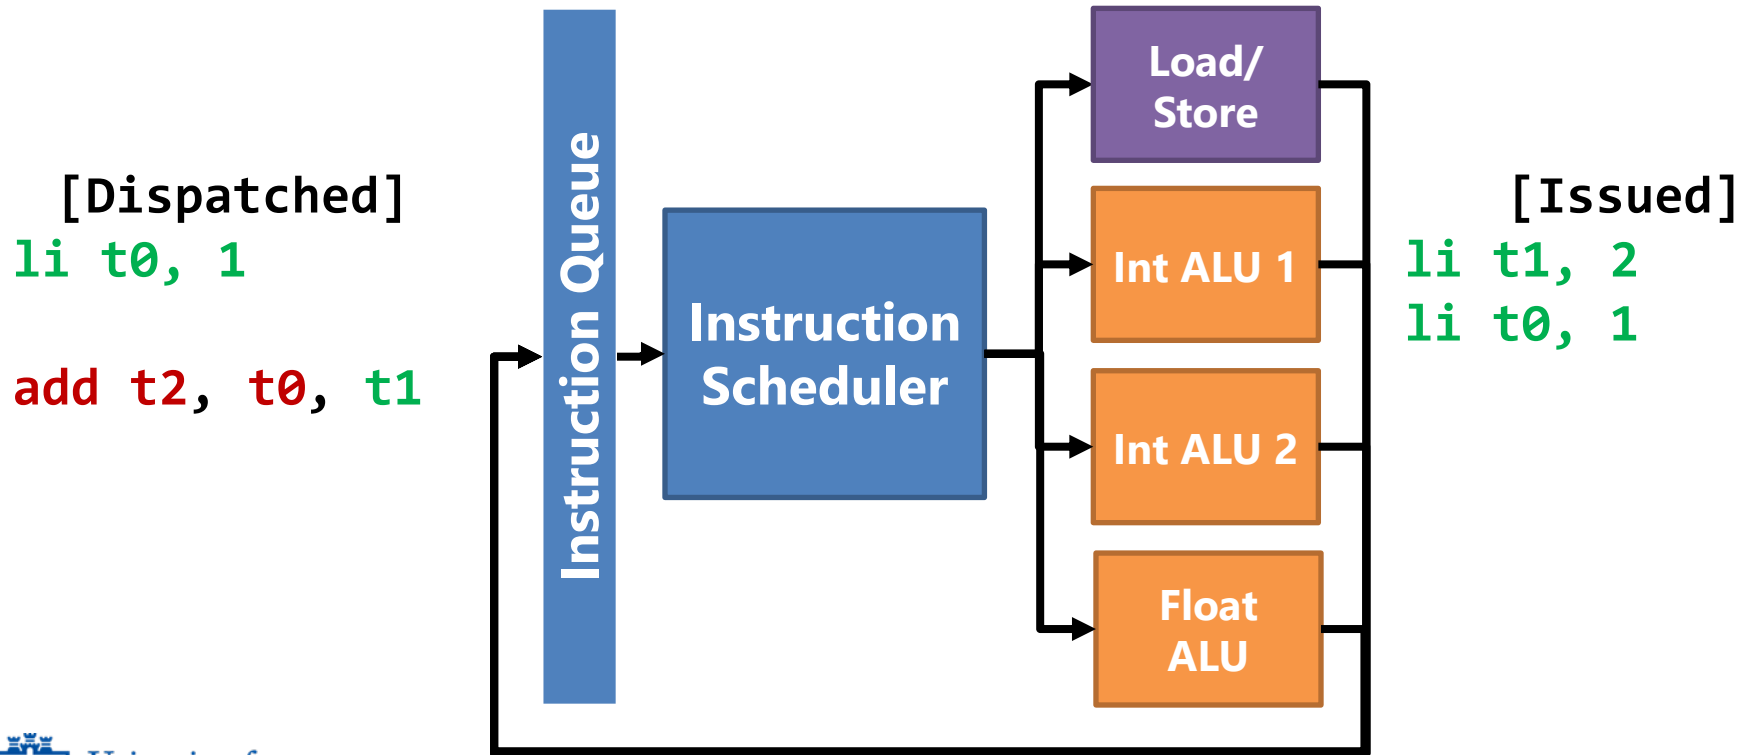 [Dispatched]
li t0, 1
add t2, t0, t1
Instruction Queue
Instruction
Scheduler
Load/
Store
Int ALU 1
Int ALU 2
Float
ALU
[Issued]
li t1, 2
li t0, 1